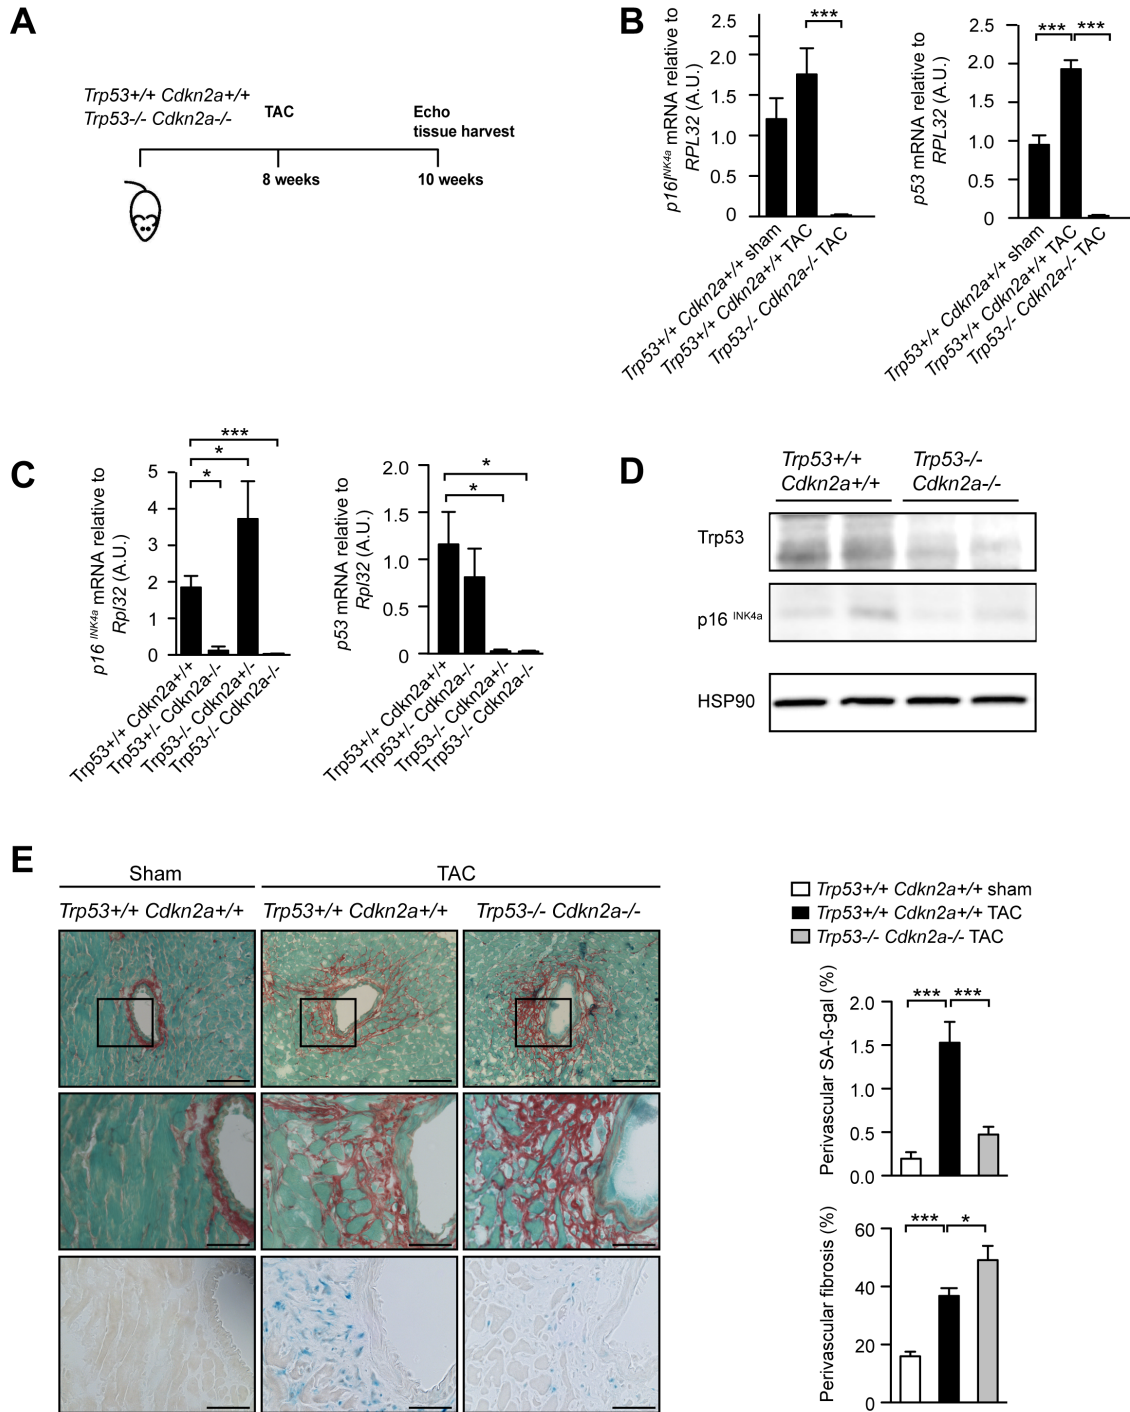 A
Trp53+/+ Cdkn2a+/+
Trp53-/- Cdkn2a-/-
TAC
Echo
tissue harvest
8 weeks
10 weeks
B
p16I^INK4a mRNA relative to
RPL32 (A.U.)
2.5
2.0
1.5
1.0
0.5
0
***
Trp53+/+ Cdkn2a+/+ sham
Trp53+/+ Cdkn2a+/+ TAC
Trp53-/- Cdkn2a-/- TAC
p53 mRNA relative to
RPL32 (A.U.)
2.5
2.0
1.5
1.0
0.5
0
*** ***
Trp53+/+ Cdkn2a+/+ sham
Trp53+/+ Cdkn2a+/+ TAC
Trp53-/- Cdkn2a-/- TAC
C
p16 INK4a mRNA relative to
Rpl32 (A.U.)
5
4
3
2
1
0
***
*
*
Trp53+/+ Cdkn2a+/+
Trp53+/- Cdkn2a-/-
Trp53-/- Cdkn2a+/-
Trp53-/- Cdkn2a-/-
p53 mRNA relative to
Rpl32 (A.U.)
2.0
1.5
1.0
0.5
0
*
*
Trp53+/+ Cdkn2a+/+
Trp53+/- Cdkn2a-/-
Trp53-/- Cdkn2a+/-
Trp53-/- Cdkn2a-/-
D
Trp53+/+
Cdkn2a+/+
Trp53-/-
Cdkn2a-/-
Trp53
p16 INK4a
HSP90
E
Sham
TAC
Trp53+/+ Cdkn2a+/+
Trp53+/+ Cdkn2a+/+
Trp53-/- Cdkn2a-/-
Trp53+/+ Cdkn2a+/+ sham
Trp53+/+ Cdkn2a+/+ TAC
Trp53-/- Cdkn2a-/- TAC
Perivascular SA-ß-gal (%)
2.0
1.5
1.0
0.5
0
*** ***
Perivascular fibrosis (%)
60
40
20
0
*** *